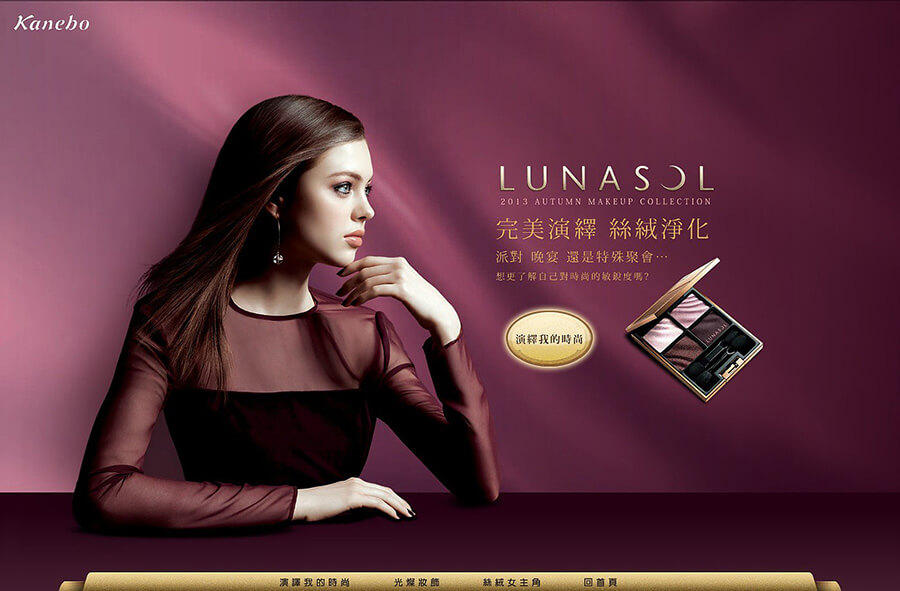 Kanebo
LUNASOL
2013 AUTUMN MAKEUP COLLECTION
完美演繹 絲絨淨化
派對 晚宴 還是特殊聚會…
想更了解自己對時尚的敏銳度嗎?
演繹我的時尚
LUNASOL
演譯我的時尚 光燦妝飾 絲絨女主角 回首頁